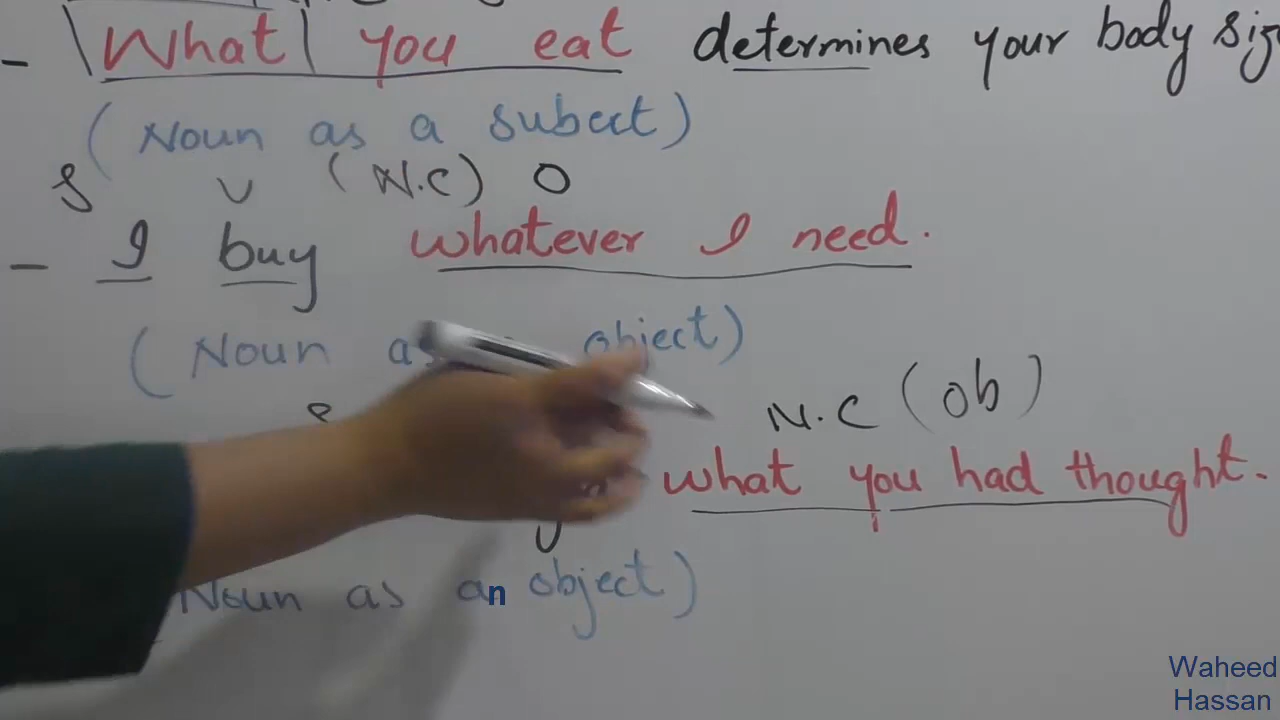 - |What| you eat determines your body
(Noun as a subect)
S V (N.C) O
- I buy whatever I need.
(Noun as object)
N.C (ob)
what you had thought.
Noun as an object)
Waheed
Hassan